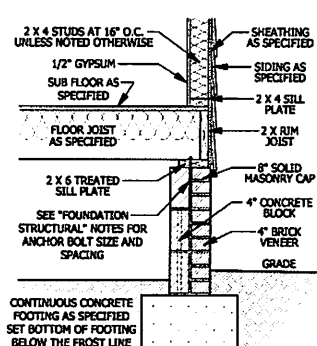 2 X 4 STUDS AT 16" O.C.
UNLESS NOTED OTHERWISE
1/2" GYPSUM
SUB FLOOR AS
SPECIFIED
FLOOR JOIST
AS SPECIFIED
2 X 6 TREATED
SILL PLATE
SEE "FOUNDATION
STRUCTURAL" NOTES FOR
ANCHOR BOLT SIZE AND
SPACING
CONTINUOUS CONCRETE
FOOTING AS SPECIFIED
SET BOTTOM OF FOOTING
BELOW THE FROST LINE
SHEATHING
AS SPECIFIED
SIDING AS
SPECIFIED
2 X 4 SILL
PLATE
2 X RIM
JOIST
8" SOLID
MASONRY CAP
4" CONCRETE
BLOCK
4" BRICK
VENEER
GRADE